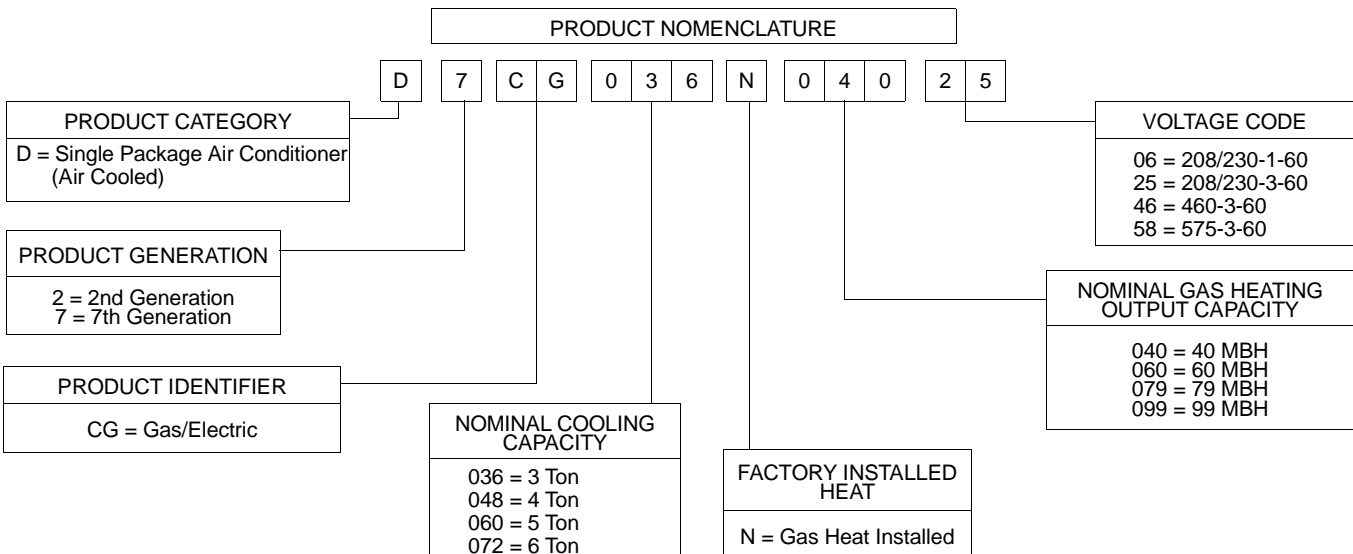 PRODUCT NOMENCLATURE
D 7 C G 0 3 6 N 0 4 0 2 5
PRODUCT CATEGORY
D = Single Package Air Conditioner
(Air Cooled)
PRODUCT GENERATION
2 = 2nd Generation
7 = 7th Generation
PRODUCT IDENTIFIER
CG = Gas/Electric
NOMINAL COOLING
CAPACITY
036 = 3 Ton
048 = 4 Ton
060 = 5 Ton
072 = 6 Ton
FACTORY INSTALLED
HEAT
N = Gas Heat Installed
NOMINAL GAS HEATING
OUTPUT CAPACITY
040 = 40 MBH
060 = 60 MBH
079 = 79 MBH
099 = 99 MBH
VOLTAGE CODE
06 = 208/230-1-60
25 = 208/230-3-60
46 = 460-3-60
58 = 575-3-60